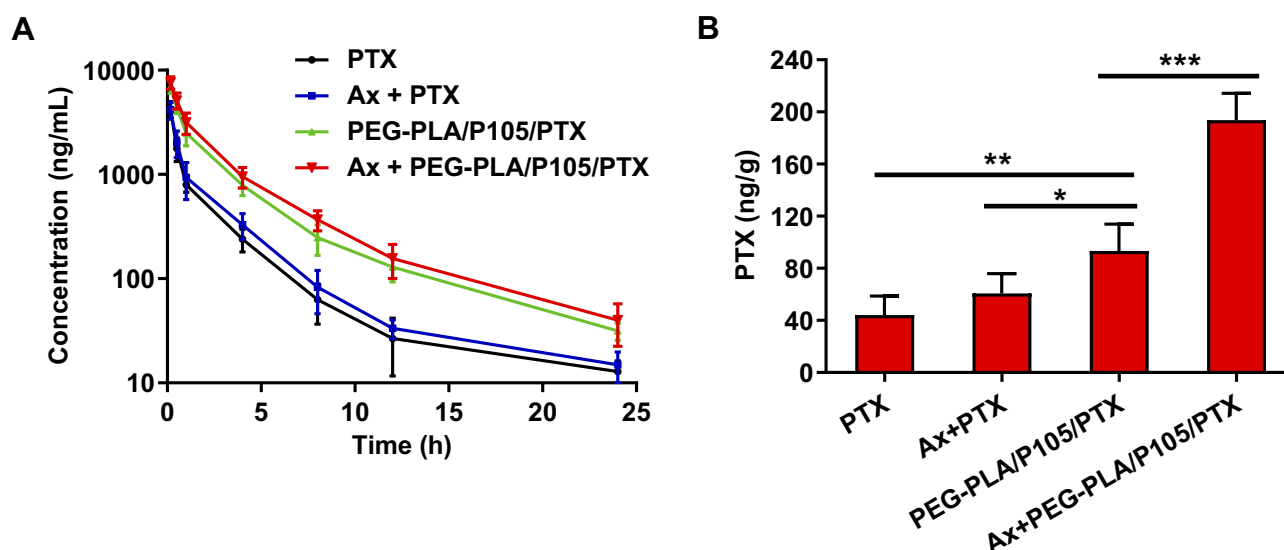 A
Concentration (ng/mL)
10000
1000
100
10
0
5
10
15
20
25
Time (h)
PTX
Ax + PTX
PEG-PLA/P105/PTX
Ax + PEG-PLA/P105/PTX
B
PTX (ng/g)
240
200
160
120
80
40
0
***
**
*
PTX
Ax+PTX
PEG-PLA/P105/PTX
Ax+PEG-PLA/P105/PTX